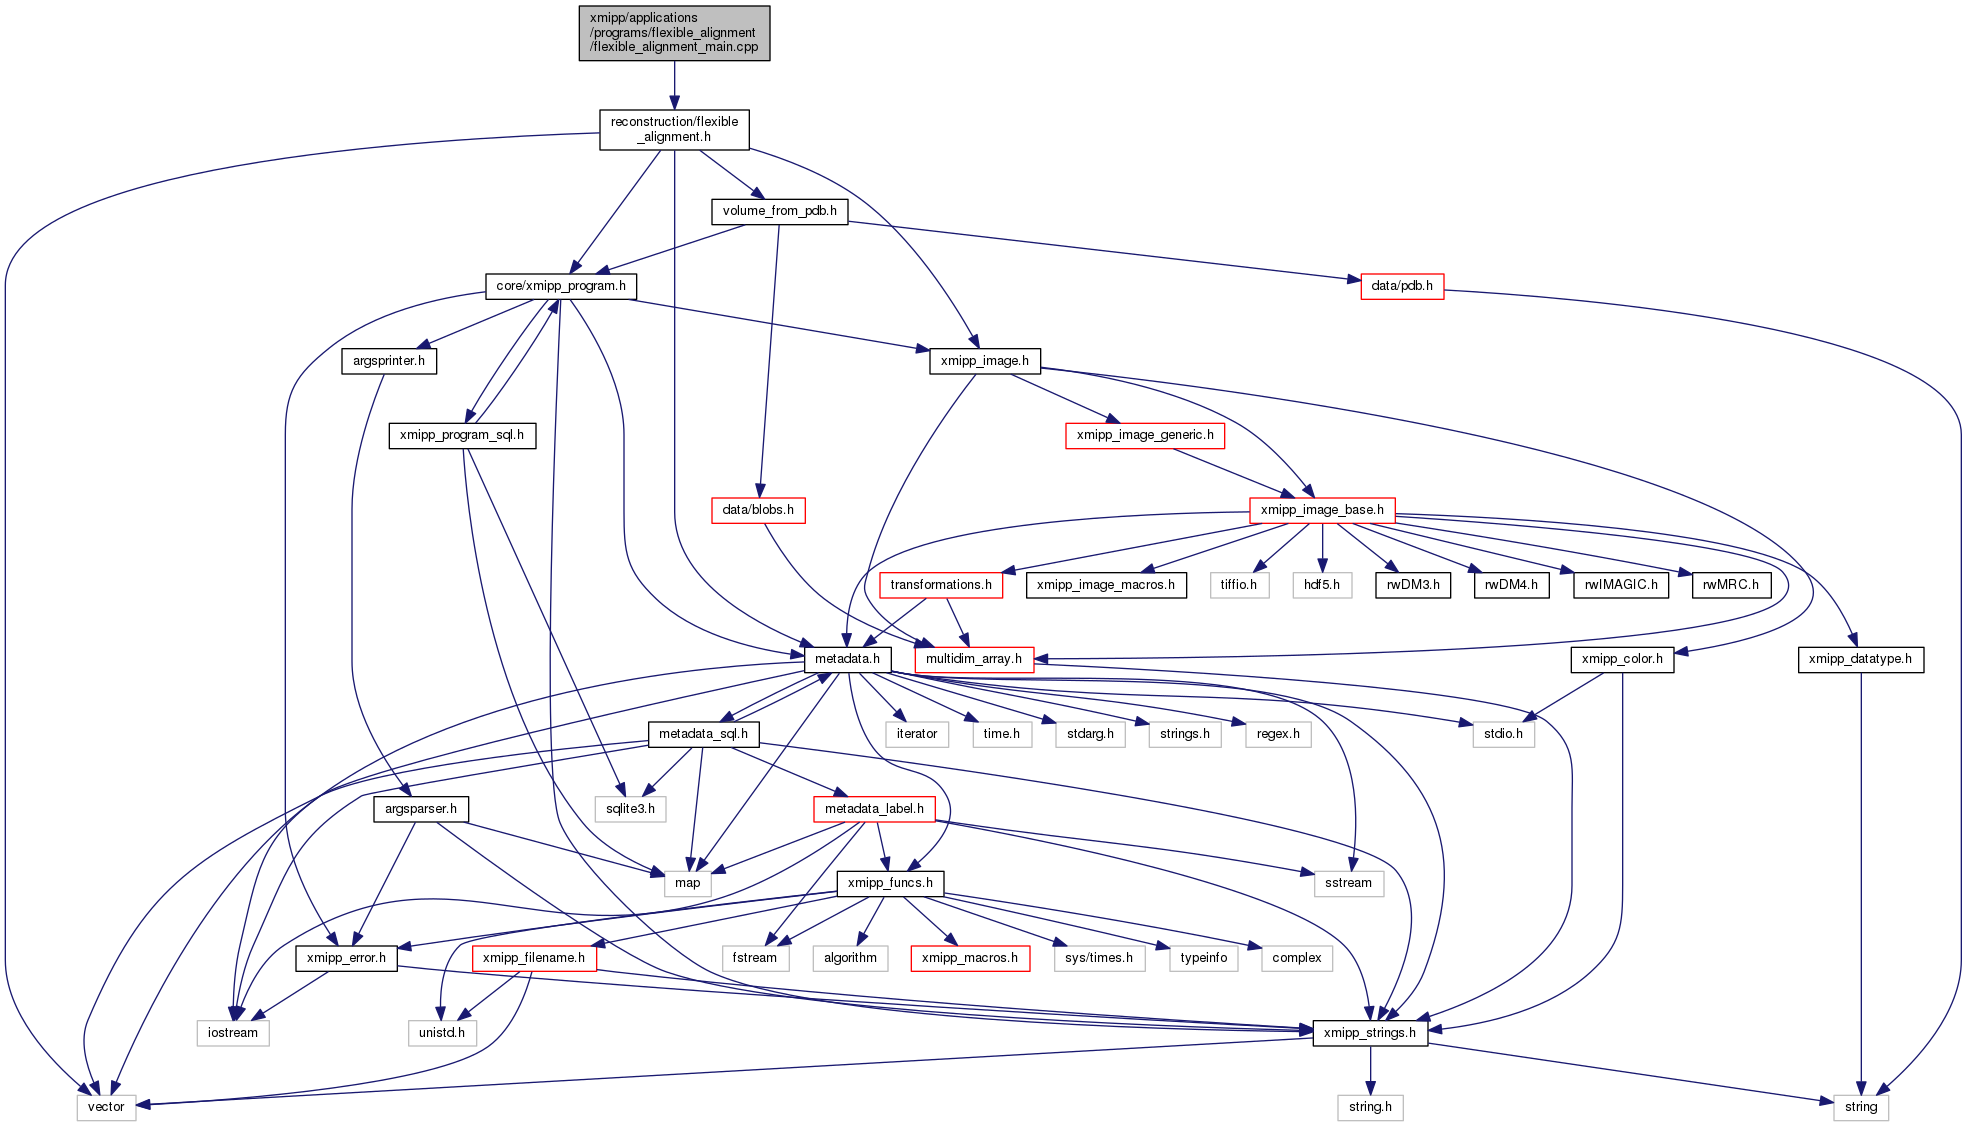 xmipp/applications
/programs/flexible_alignment
/flexible_alignment_main.cpp
reconstruction/flexible
_alignment.h
volume_from_pdb.h
core/xmipp_program.h
data/pdb.h
argsprinter.h
xmipp_image.h
xmipp_program_sql.h
xmipp_image_generic.h
data/blobs.h
xmipp_image_base.h
transformations.h
xmipp_image_macros.h
tiffio.h
hdf5.h
rwDM3.h
rwDM4.h
rwIMAGIC.h
rwMRC.h
metadata.h
multidim_array.h
xmipp_color.h
xmipp_datatype.h
metadata_sql.h
iterator
time.h
stdarg.h
strings.h
regex.h
stdio.h
argsparser.h
sqlite3.h
metadata_label.h
map
xmipp_funcs.h
sstream
xmipp_error.h
xmipp_filename.h
fstream
algorithm
xmipp_macros.h
sys/times.h
typeinfo
complex
iostream
unistd.h
xmipp_strings.h
vector
string.h
string